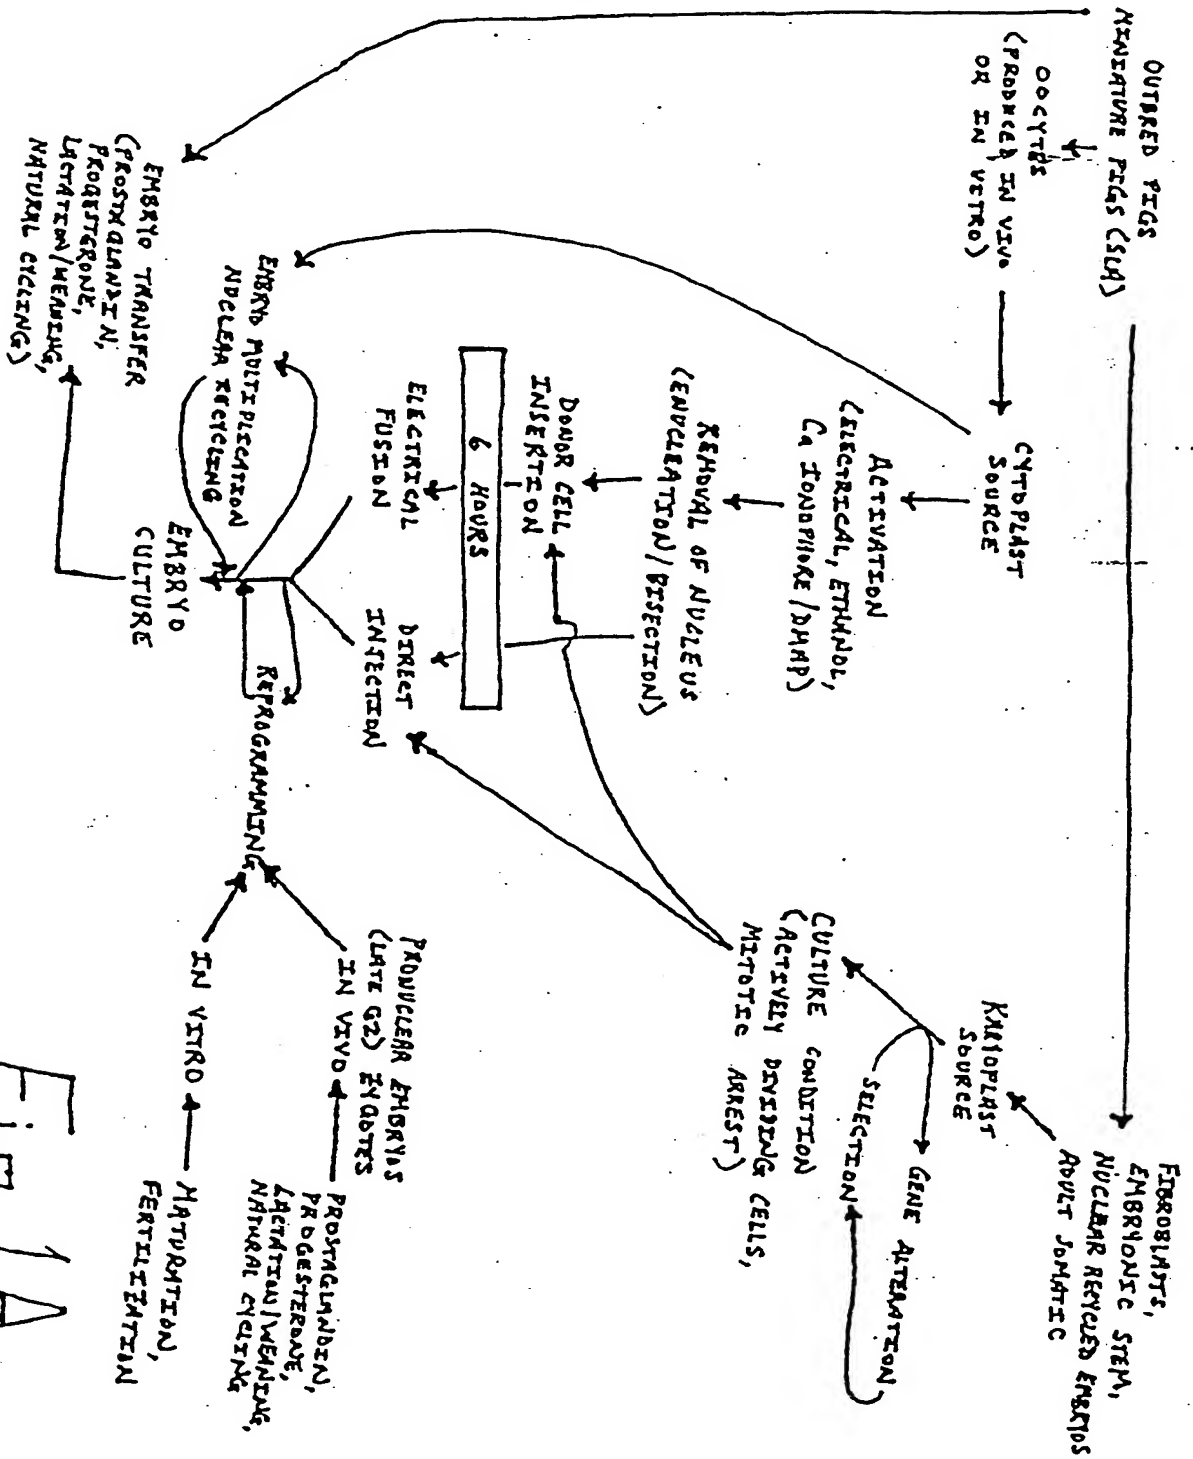 OUTBRED PIGS
MINIATURE PIGS (SLA)
OOCYTES
(PRODUCED IN VIVO
OR IN VITRO)
CYTOPLAST
SOURCE
ACTIVATION
(ELECTRICAL, ETHANOL,
Ca IONOPHORE/DMAP)
REMOVAL OF NUCLEUS
(ENUCLEATION/BISECTION)
DONOR CELL
INSERTION
6 HOURS
ELECTRICAL
FUSION
DIRECT
INJECTION
FIBROBLASTS,
EMBRYONIC STEM,
NUCLEAR RECYCLED EMBRYOS
ADULT SOMATIC
KARYOPLAST
SOURCE
GENE ALTERATION
SELECTION
CULTURE CONDITION
(ACTIVELY DIVIDING CELLS,
MITOTIC ARREST)
EMBRYO MULTIPLICATION
NUCLEAR RECYCLING
REPROGRAMMING
PRONUCLEAR EMBRYOS
(LATE G2) ZYGOTES
IN VIVO
PROSTAGLANDIN,
PROGESTERONE,
LACTATION/WEANING,
NATURAL CYCLING
IN VITRO
MATURATION,
FERTILIZATION
EMBRYO
CULTURE
EMBRYO TRANSFER
(PROSTAGLANDIN,
PROGESTERONE,
LACTATION/WEANING,
NATURAL CYCLING)